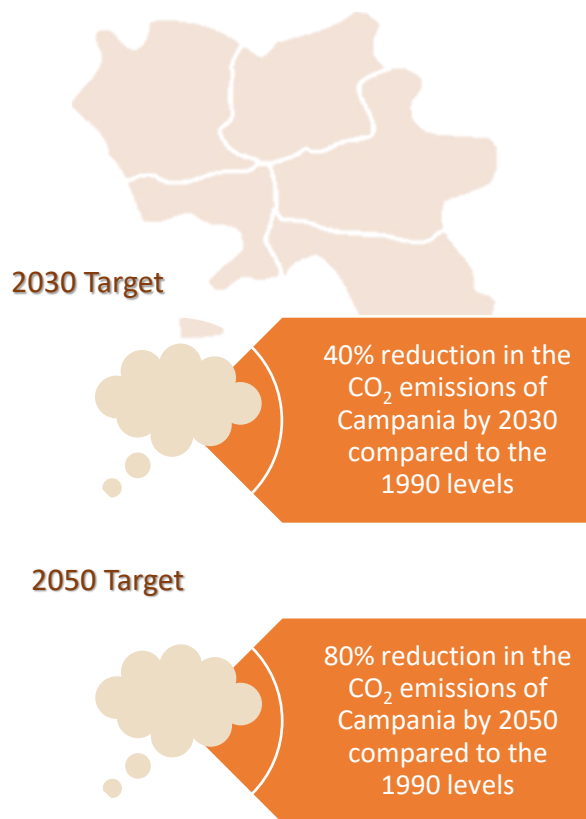 2030 Target
40% reduction in the
CO₂ emissions of
Campania by 2030
compared to the
1990 levels
2050 Target
80% reduction in the
CO₂ emissions of
Campania by 2050
compared to the
1990 levels